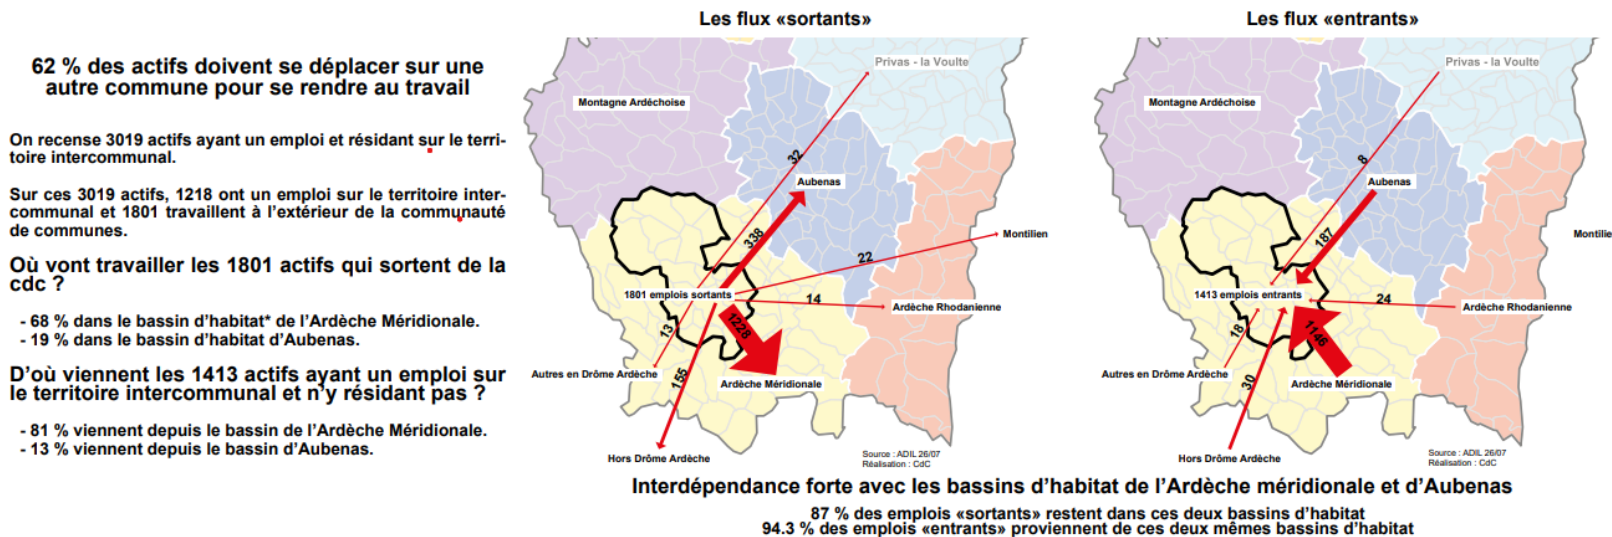 62 % des actifs doivent se déplacer sur une
autre commune pour se rendre au travail
On recense 3019 actifs ayant un emploi et résidant sur le terri-
toire intercommunal.
Sur ces 3019 actifs, 1218 ont un emploi sur le territoire inter-
communal et 1801 travaillent à l'extérieur de la communauté
de communes.
Où vont travailler les 1801 actifs qui sortent de la
cdc ?
- 68 % dans le bassin d'habitat* de l'Ardèche Méridionale.
- 19 % dans le bassin d'habitat d'Aubenas.
D'où viennent les 1413 actifs ayant un emploi sur
le territoire intercommunal et n'y résidant pas ?
- 81 % viennent depuis le bassin de l'Ardèche Méridionale.
- 13 % viennent depuis le bassin d'Aubenas.
Les flux «sortants»
Privas - la Voulte
Montagne Ardéchoise
32
Aubenas
338
Montilien
22
1801 emplois sortants
14
Ardèche Rhodanienne
13
1228
Autres en Drôme Ardèche
155
Ardèche Méridionale
Hors Drôme Ardèche
Source : ADIL 26/07
Réalisation : CdC
Les flux «entrants»
Privas - la Voulte
Montagne Ardéchoise
8
Aubenas
187
Montilie
1413 emplois entrants
24
Ardèche Rhodanienne
18
1146
Autres en Drôme Ardèche
30
Ardèche Méridionale
Hors Drôme Ardèche
Source : ADIL 26/07
Réalisation : CdC
Interdépendance forte avec les bassins d'habitat de l'Ardèche méridionale et d'Aubenas
87 % des emplois «sortants» restent dans ces deux bassins d'habitat
94.3 % des emplois «entrants» proviennent de ces deux mêmes bassins d'habitat